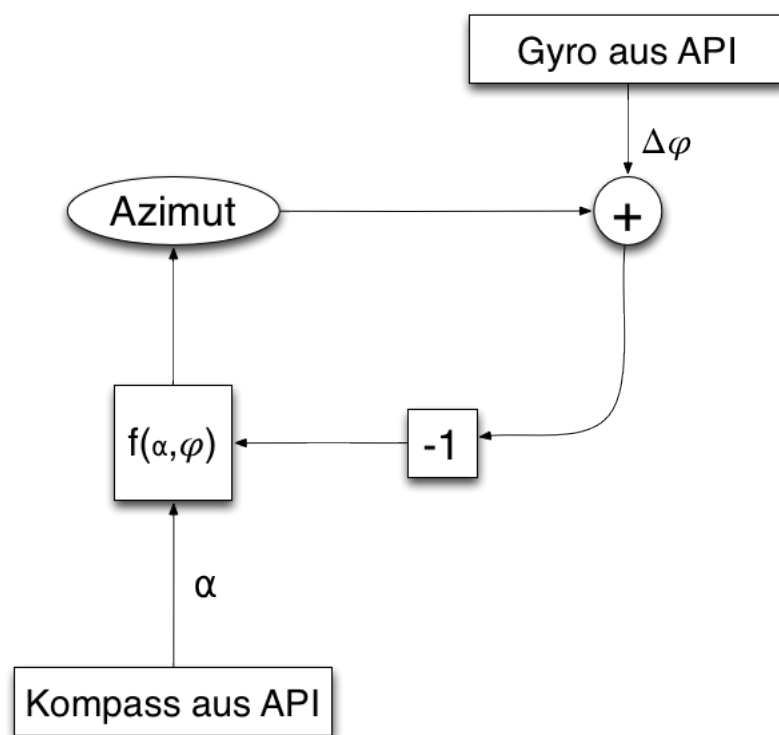 Gyro aus API
Δφ
Azimut
+
f(α,φ)
-1
α
Kompass aus API